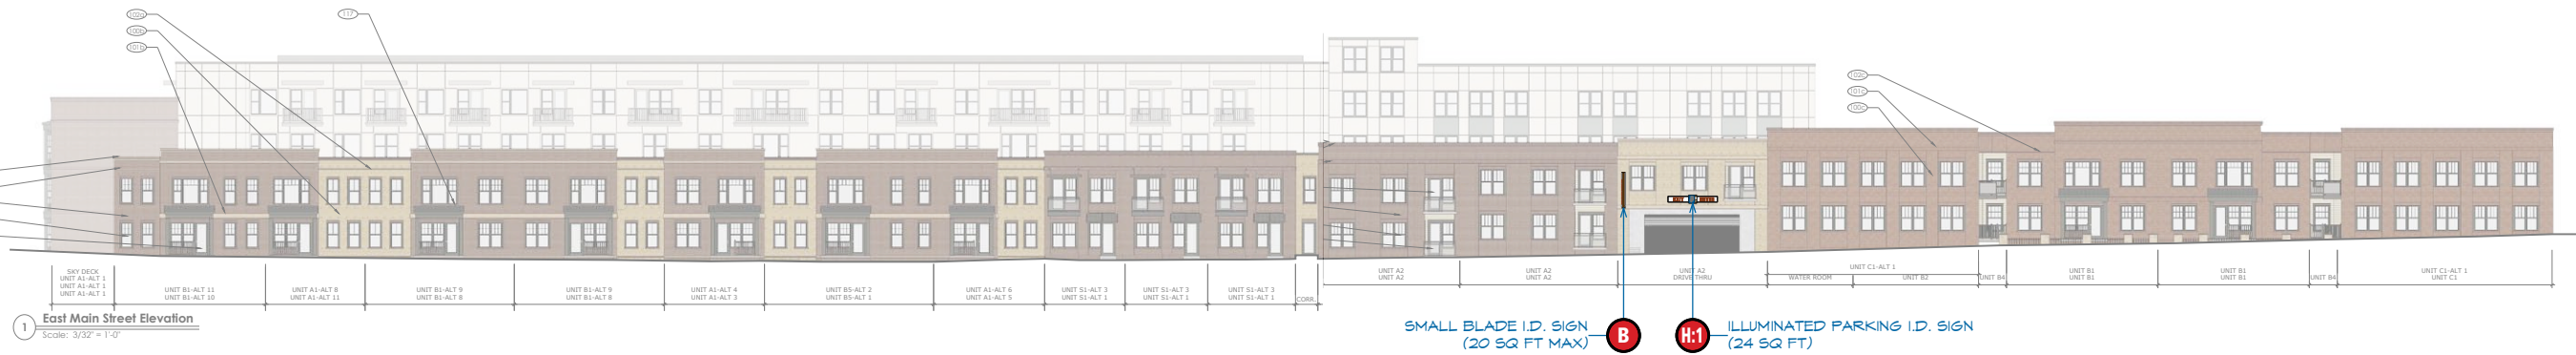 102a
100b
101b
117
102c
101c
100c
SKY DECK
UNIT A1-ALT 1
UNIT A1-ALT 1
UNIT A1-ALT 1
UNIT B1-ALT 11
UNIT B1-ALT 10
UNIT A1-ALT 8
UNIT A1-ALT 11
UNIT B1-ALT 9
UNIT B1-ALT 8
UNIT B1-ALT 9
UNIT B1-ALT 8
UNIT A1-ALT 4
UNIT A1-ALT 3
UNIT B5-ALT 2
UNIT B5-ALT 1
UNIT A1-ALT 6
UNIT A1-ALT 5
UNIT S1-ALT 3
UNIT S1-ALT 1
UNIT S1-ALT 3
UNIT S1-ALT 1
UNIT S1-ALT 3
UNIT S1-ALT 1
CORR.
UNIT A2
UNIT A2
UNIT A2
UNIT A2
UNIT A2
DRIVE THRU
UNIT C1-ALT 1
WATER ROOM
UNIT B2
UNIT B4
UNIT B1
UNIT B1
UNIT B1
UNIT B1
UNIT B4
UNIT C1-ALT 1
UNIT C1
1
East Main Street Elevation
Scale: 3/32" = 1'-0"
SMALL BLADE I.D. SIGN
(20 SQ FT MAX)
B
H:1
ILLUMINATED PARKING I.D. SIGN
(24 SQ FT)